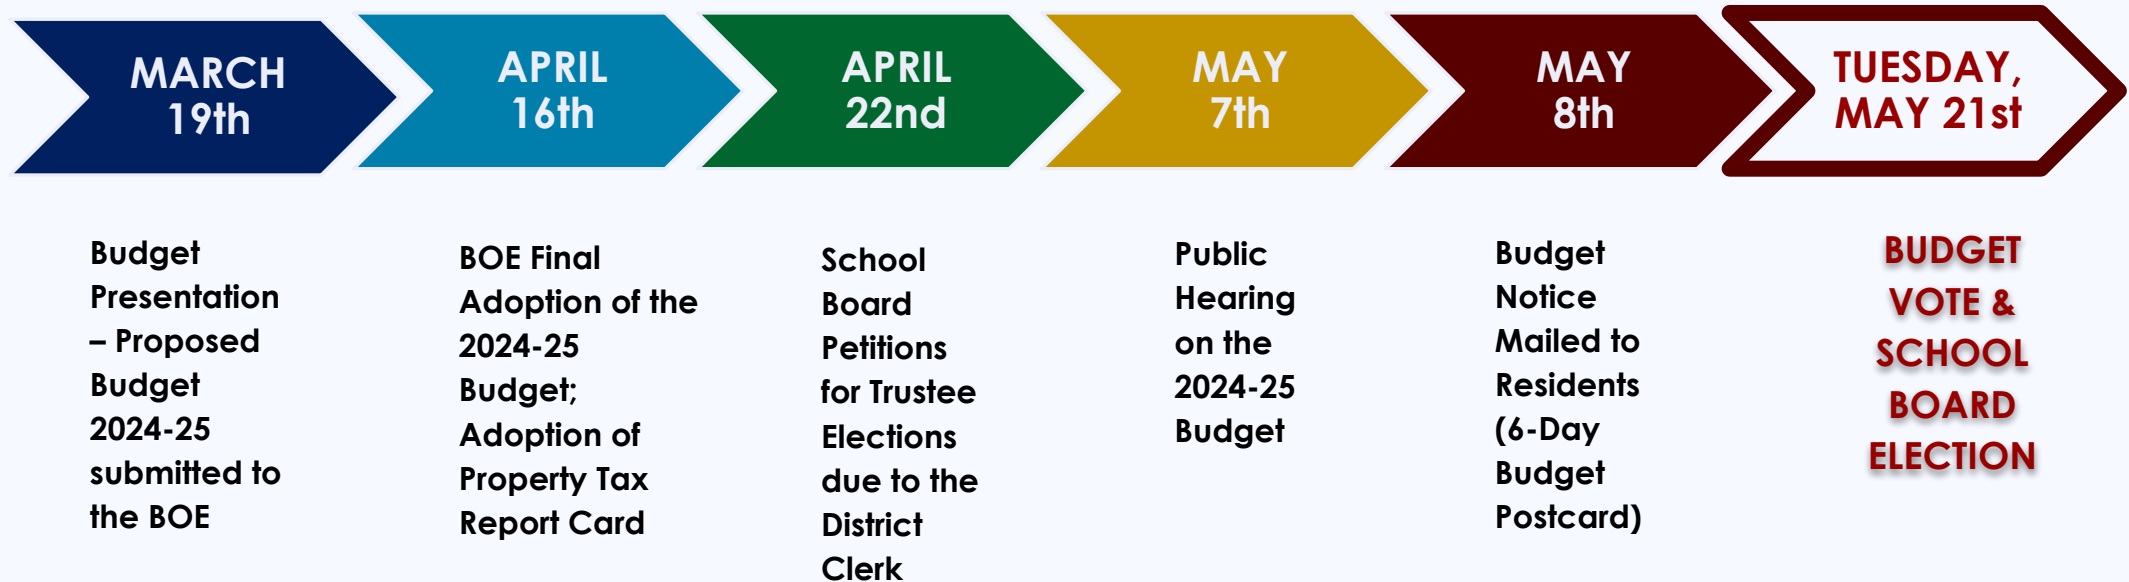 MARCH
19th
APRIL
16th
APRIL
22nd
MAY
7th
MAY
8th
TUESDAY,
MAY 21st
Budget
Presentation
– Proposed
Budget
2024-25
submitted to
the BOE
BOE Final
Adoption of the
2024-25
Budget;
Adoption of
Property Tax
Report Card
School
Board
Petitions
for Trustee
Elections
due to the
District
Clerk
Public
Hearing
on the
2024-25
Budget
Budget
Notice
Mailed to
Residents
(6-Day
Budget
Postcard)
BUDGET
VOTE &
SCHOOL
BOARD
ELECTION